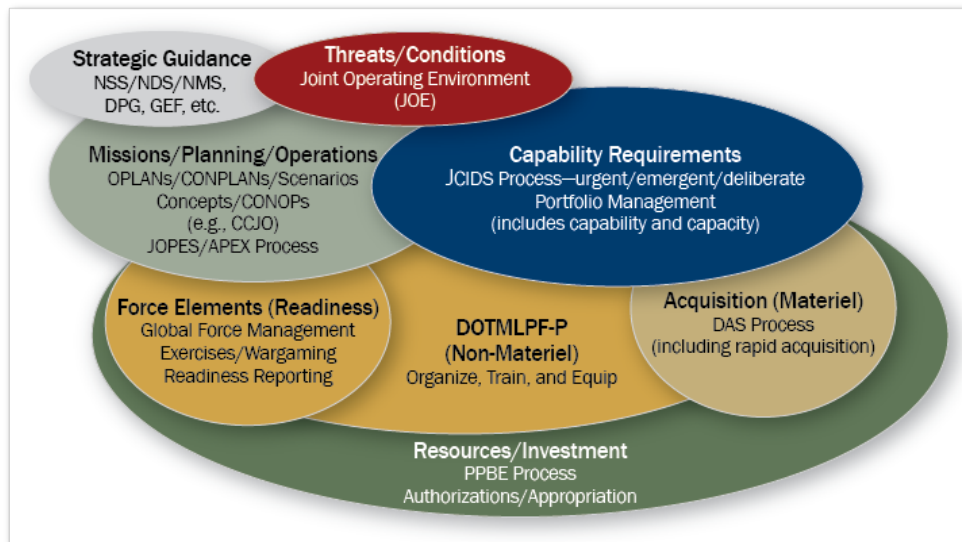 Strategic Guidance
NSS/NDS/NMS,
DPG, GEF, etc.
Threats/Conditions
Joint Operating Environment
(JOE)
Missions/Planning/Operations
OPLANs/CONPLANs/Scenarios
Concepts/CONOPs
(e.g., CCJO)
JOPES/APEX Process
Capability Requirements
JCIDS Process—urgent/emergent/deliberate
Portfolio Management
(includes capability and capacity)
Force Elements (Readiness)
Global Force Management
Exercises/Wargaming
Readiness Reporting
DOTMLPF-P
(Non-Materiel)
Organize, Train, and Equip
Acquisition (Materiel)
DAS Process
(including rapid acquisition)
Resources/Investment
PPBE Process
Authorizations/Appropriation